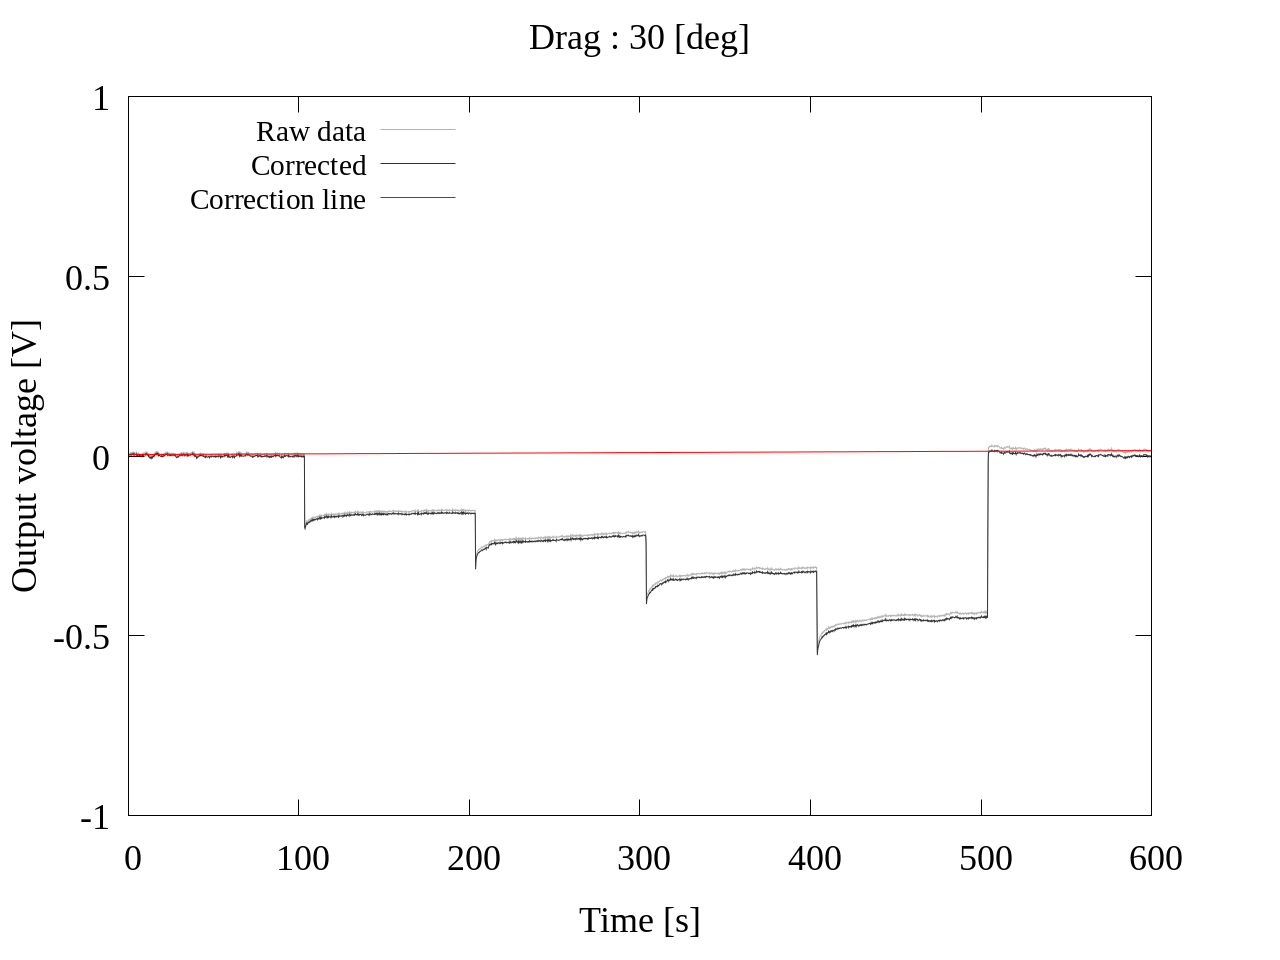 Drag : 30 [deg]
Raw data
Corrected
Correction line
1
0.5
0
-0.5
-1
Output voltage [V]
0 100 200 300 400 500 600
Time [s]